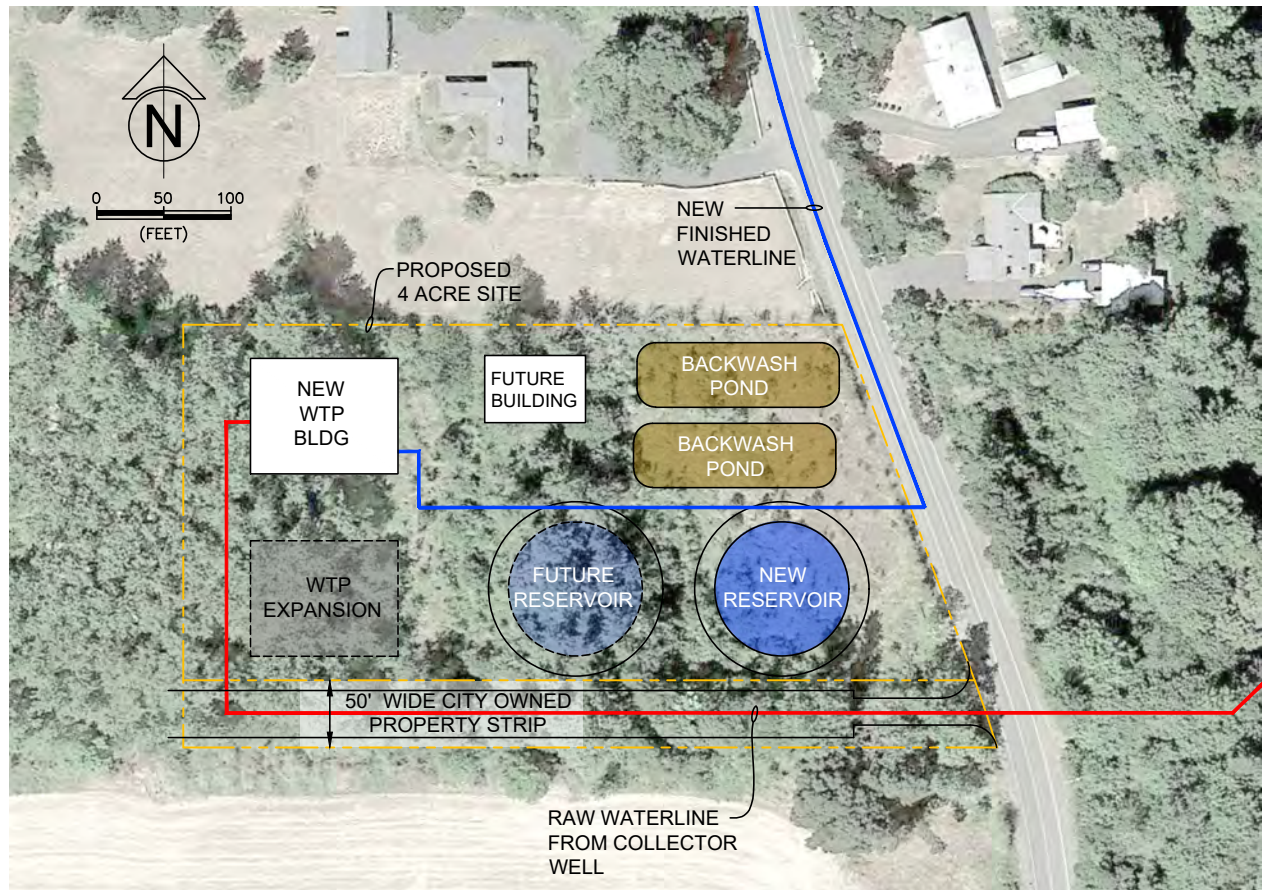 N
0 50 100
(FEET)
NEW
FINISHED
WATERLINE
PROPOSED
4 ACRE SITE
NEW
WTP
BLDG
FUTURE
BUILDING
BACKWASH
POND
BACKWASH
POND
WTP
EXPANSION
FUTURE
RESERVOIR
NEW
RESERVOIR
50' WIDE CITY OWNED
PROPERTY STRIP
RAW WATERLINE
FROM COLLECTOR
WELL